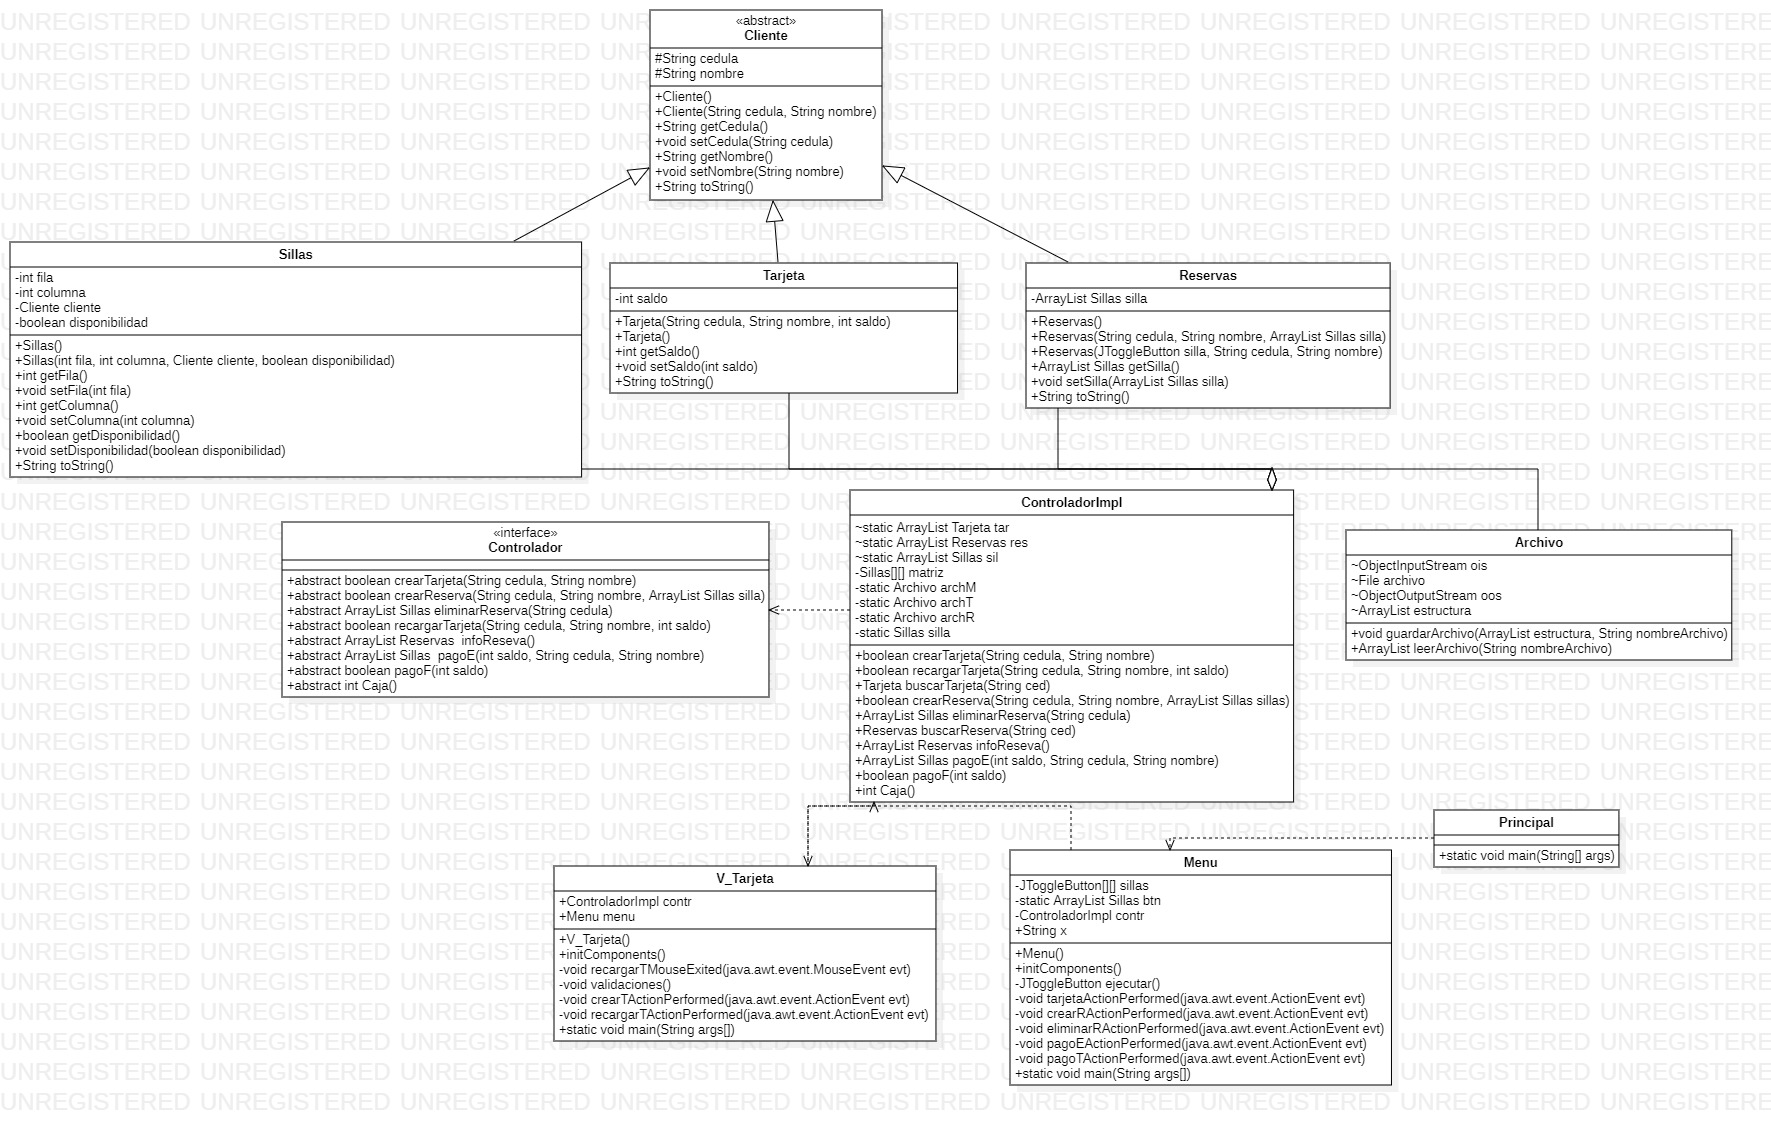 «abstract»
Cliente
#String cedula
#String nombre
+Cliente()
+Cliente(String cedula, String nombre)
+String getCedula()
+void setCedula(String cedula)
+String getNombre()
+void setNombre(String nombre)
+String toString()
Sillas
-int fila
-int columna
-Cliente cliente
-boolean disponibilidad
+Sillas()
+Sillas(int fila, int columna, Cliente cliente, boolean disponibilidad)
+int getFila()
+void setFila(int fila)
+int getColumna()
+void setColumna(int columna)
+boolean getDisponibilidad()
+void setDisponibilidad(boolean disponibilidad)
+String toString()
Tarjeta
-int saldo
+Tarjeta(String cedula, String nombre, int saldo)
+Tarjeta()
+int getSaldo()
+void setSaldo(int saldo)
+String toString()
Reservas
-ArrayList Sillas silla
+Reservas()
+Reservas(String cedula, String nombre, ArrayList Sillas silla)
+Reservas(JToggleButton silla, String cedula, String nombre)
+ArrayList Sillas getSilla()
+void setSilla(ArrayList Sillas silla)
+String toString()
«interface»
Controlador
+abstract boolean crearTarjeta(String cedula, String nombre)
+abstract boolean crearReserva(String cedula, String nombre, ArrayList Sillas silla)
+abstract ArrayList Sillas eliminarReserva(String cedula)
+abstract boolean recargarTarjeta(String cedula, String nombre, int saldo)
+abstract ArrayList Reservas  infoReseva()
+abstract ArrayList Sillas  pagoE(int saldo, String cedula, String nombre)
+abstract boolean pagoF(int saldo)
+abstract int Caja()
ControladorImpl
~static ArrayList Tarjeta tar
~static ArrayList Reservas res
~static ArrayList Sillas sil
-Sillas[][] matriz
-static Archivo archM
-static Archivo archT
-static Archivo archR
-static Sillas silla
+boolean crearTarjeta(String cedula, String nombre)
+boolean recargarTarjeta(String cedula, String nombre, int saldo)
+Tarjeta buscarTarjeta(String ced)
+boolean crearReserva(String cedula, String nombre, ArrayList Sillas sillas)
+ArrayList Sillas eliminarReserva(String cedula)
+Reservas buscarReserva(String ced)
+ArrayList Reservas infoReseva()
+ArrayList Sillas pagoE(int saldo, String cedula, String nombre)
+boolean pagoF(int saldo)
+int Caja()
Archivo
~ObjectInputStream ois
~File archivo
~ObjectOutputStream oos
~ArrayList estructura
+void guardarArchivo(ArrayList estructura, String nombreArchivo)
+ArrayList leerArchivo(String nombreArchivo)
Principal
+static void main(String[] args)
V_Tarjeta
+ControladorImpl contr
+Menu menu
+V_Tarjeta()
+initComponents()
-void recargarTMouseExited(java.awt.event.MouseEvent evt)
-void validaciones()
-void crearTActionPerformed(java.awt.event.ActionEvent evt)
-void recargarTActionPerformed(java.awt.event.ActionEvent evt)
+static void main(String args[])
Menu
-JToggleButton[][] sillas
-static ArrayList Sillas btn
-ControladorImpl contr
+String x
+Menu()
+initComponents()
-JToggleButton ejecutar()
-void tarjetaActionPerformed(java.awt.event.ActionEvent evt)
-void crearRActionPerformed(java.awt.event.ActionEvent evt)
-void eliminarRActionPerformed(java.awt.event.ActionEvent evt)
-void pagoEActionPerformed(java.awt.event.ActionEvent evt)
-void pagoTActionPerformed(java.awt.event.ActionEvent evt)
+static void main(String args[])
UNREGISTERED